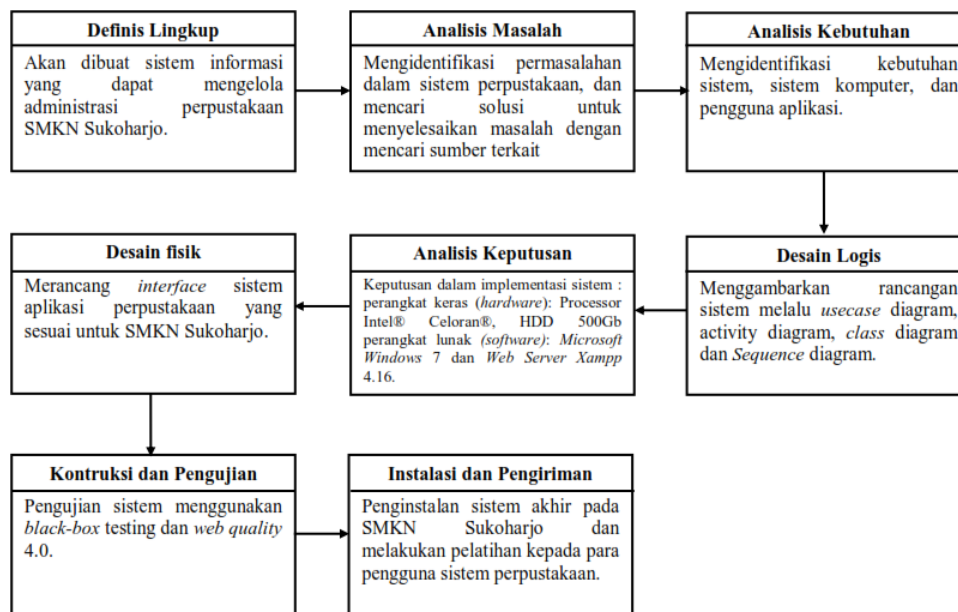 Definis Lingkup
Akan dibuat sistem informasi
yang dapat mengelola
administrasi perpustakaan
SMKN Sukoharjo.
Analisis Masalah
Mengidentifikasi permasalahan
dalam sistem perpustakaan, dan
mencari solusi untuk
menyelesaikan masalah dengan
mencari sumber terkait
Analisis Kebutuhan
Mengidentifikasi kebutuhan
sistem, sistem komputer, dan
pengguna aplikasi.
Desain Logis
Menggambarkan rancangan
sistem melalu usecase diagram,
activity diagram, class diagram
dan Sequence diagram.
Analisis Keputusan
Keputusan dalam implementasi sistem :
perangkat keras (hardware): Processor
Intel® Celoran®, HDD 500Gb
perangkat lunak (software): Microsoft
Windows 7 dan Web Server Xampp
4.16.
Desain fisik
Merancang interface sistem
aplikasi perpustakaan yang
sesuai untuk SMKN Sukoharjo.
Kontruksi dan Pengujian
Pengujian sistem menggunakan
black-box testing dan web quality
4.0.
Instalasi dan Pengiriman
Penginstalan sistem akhir pada
SMKN Sukoharjo dan
melakukan pelatihan kepada para
pengguna sistem perpustakaan.